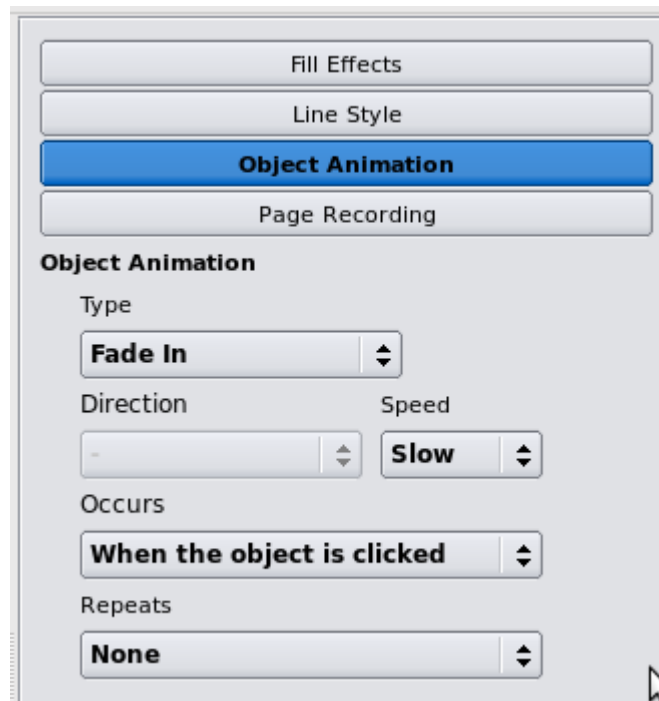 Fill Effects
Line Style
Object Animation
Page Recording
Object Animation
Type
Fade In
Direction Speed
- Slow
Occurs
When the object is clicked
Repeats
None